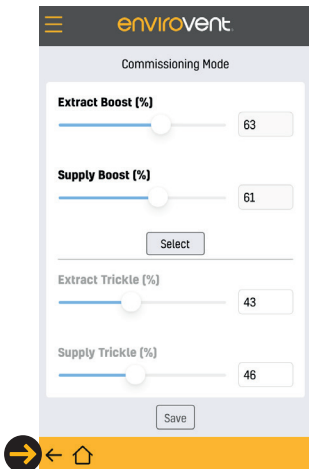 envirovent.
Commissioning Mode
Extract Boost (%)
63
Supply Boost (%)
61
Select
Extract Trickle (%)
43
Supply Trickle (%)
46
Save